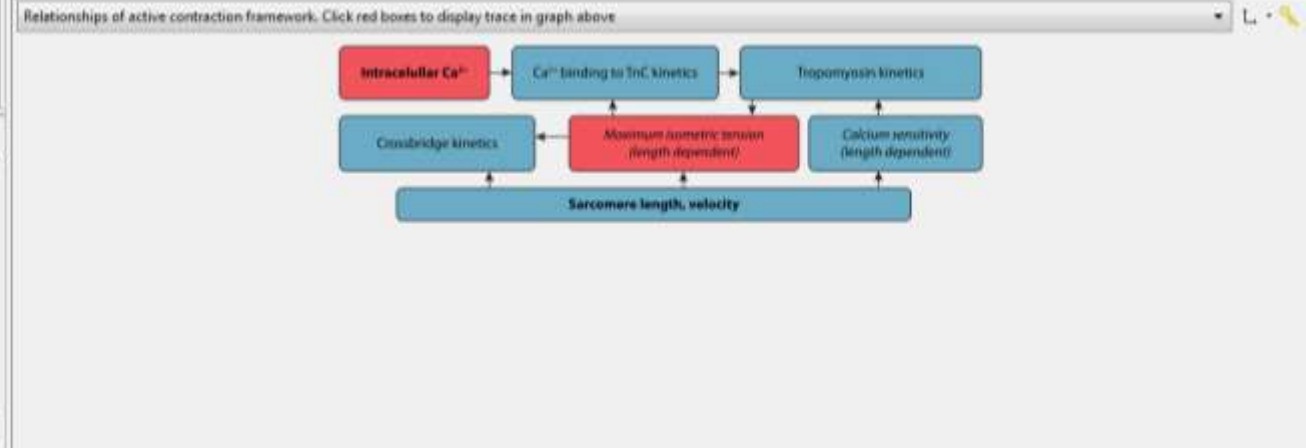 Relationships of active contraction framework. Click red boxes to display trace in graph above
Intracelullar Ca²⁺
Ca²⁺ binding to TnC kinetics
Tropomyosin kinetics
Crossbridge kinetics
Maximum isometric tension
(length dependent)
Calcium sensitivity
(length dependent)
Sarcomere length, velocity